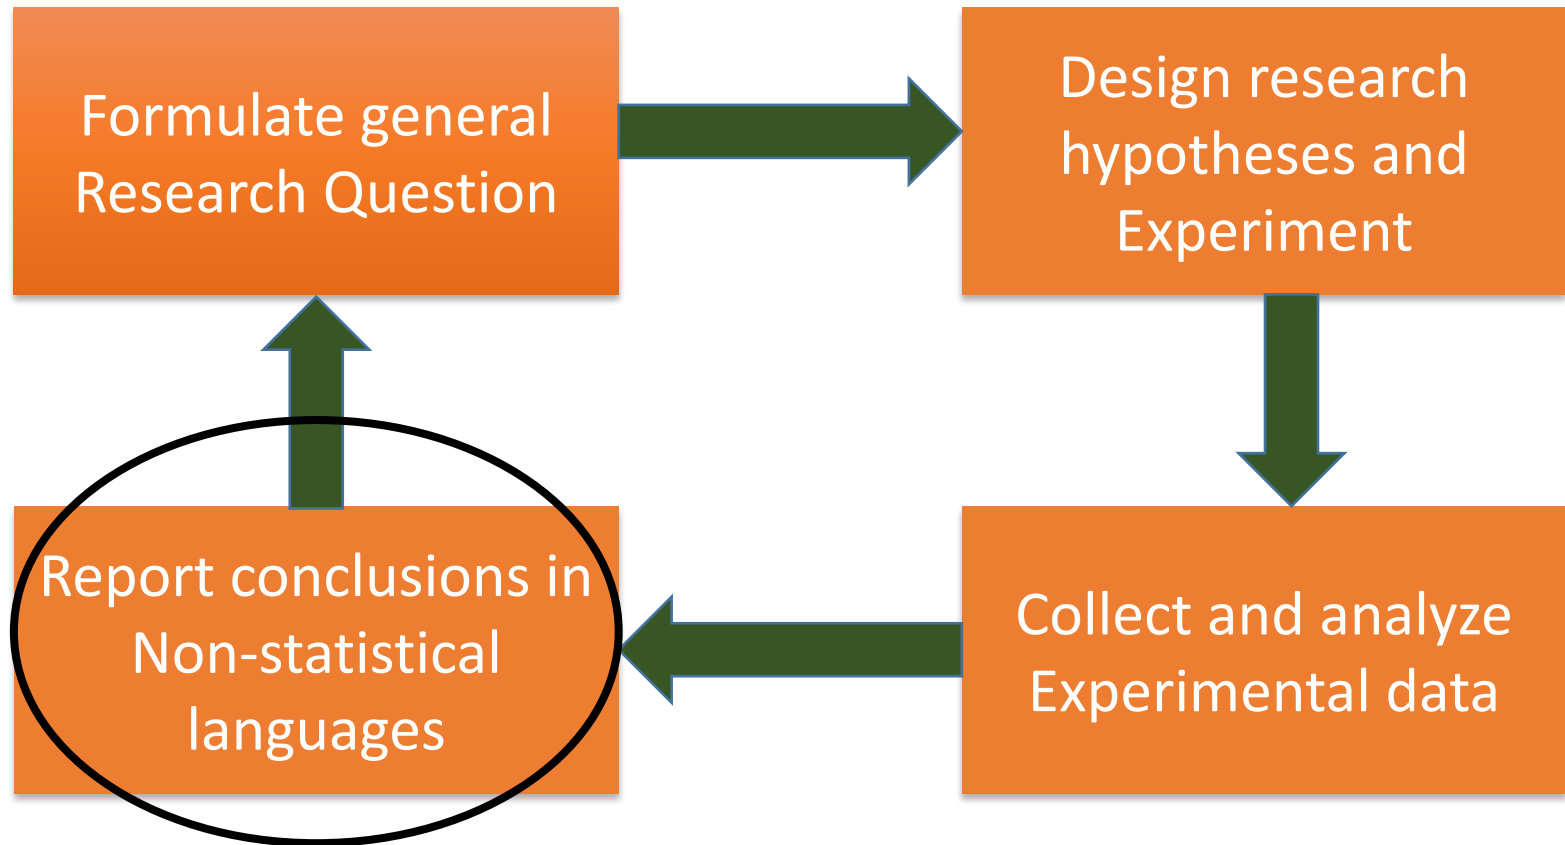 Formulate general
Research Question
Design research
hypotheses and
Experiment
Report conclusions in
Non-statistical
languages
Collect and analyze
Experimental data